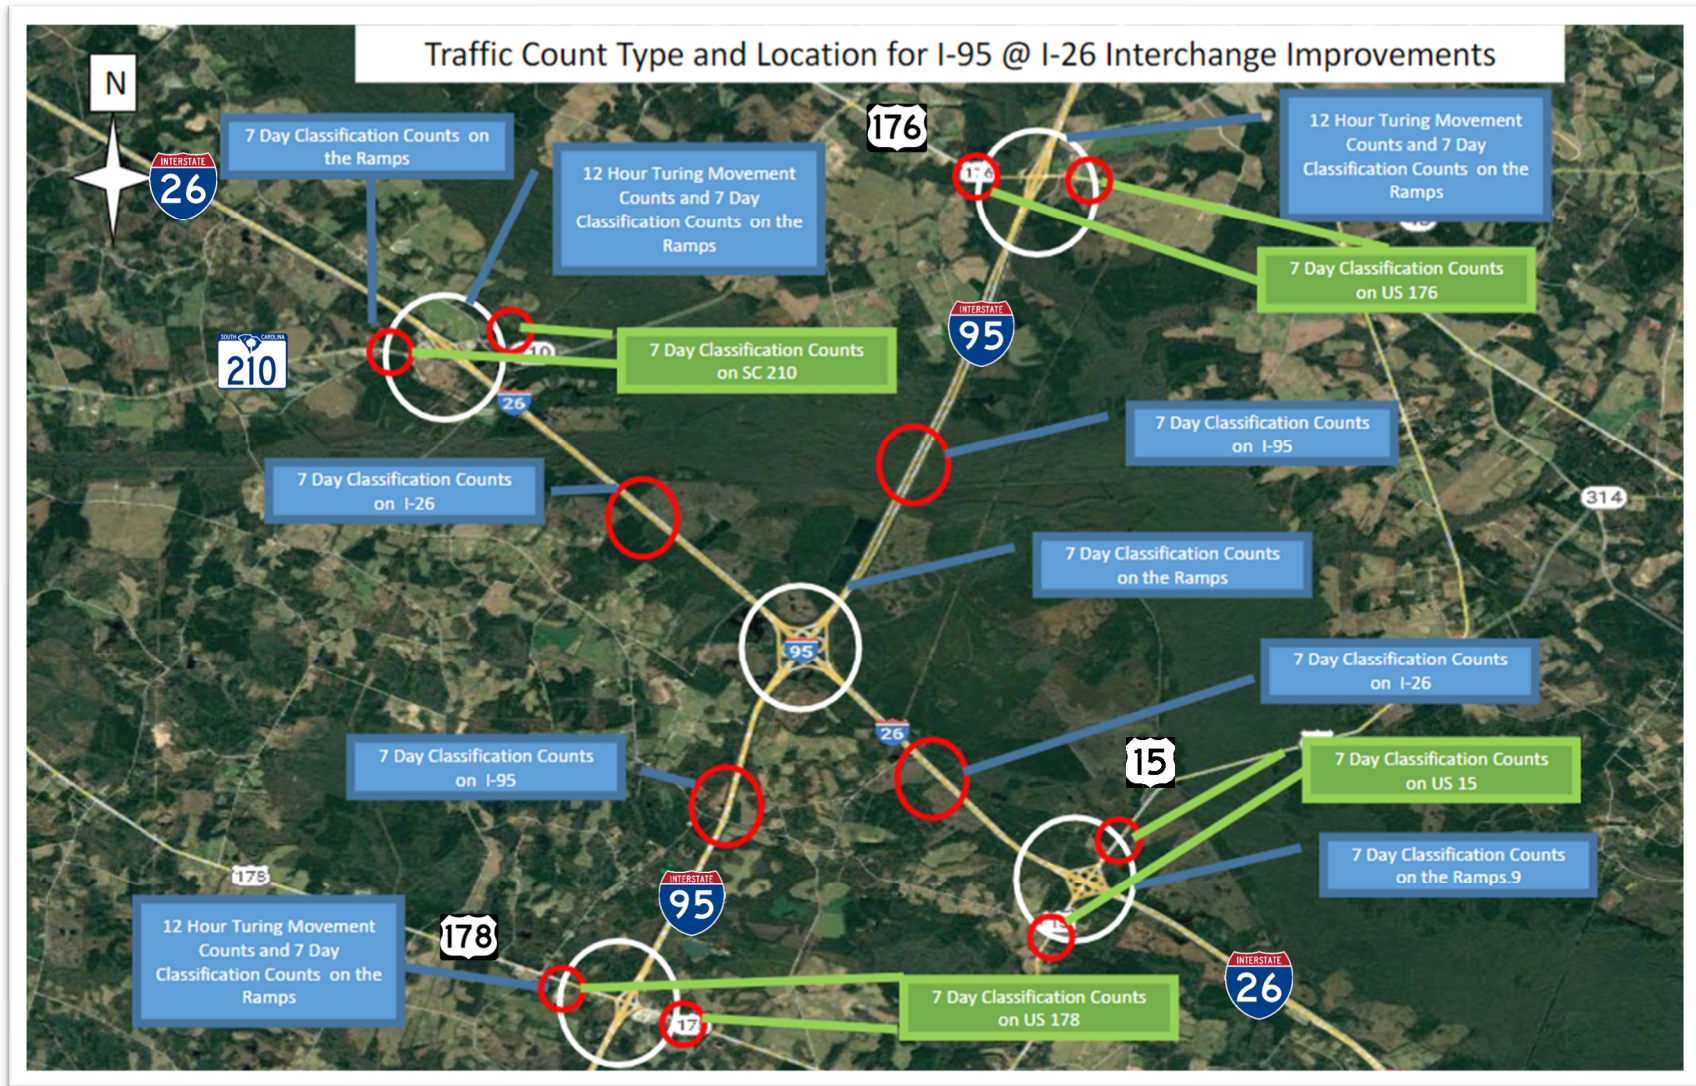 Traffic Count Type and Location for I-95 @ I-26 Interchange Improvements
N
INTERSTATE
26
7 Day Classification Counts on
the Ramps
12 Hour Turing Movement
Counts and 7 Day
Classification Counts on the
Ramps
176
12 Hour Turing Movement
Counts and 7 Day
Classification Counts on the
Ramps
7 Day Classification Counts
on US 176
SOUTH CAROLINA
210
7 Day Classification Counts
on SC 210
INTERSTATE
95
26
7 Day Classification Counts
on I-95
7 Day Classification Counts
on I-26
314
7 Day Classification Counts
on the Ramps
95
7 Day Classification Counts
on I-26
26
7 Day Classification Counts
on I-95
15
7 Day Classification Counts
on US 15
7 Day Classification Counts
on the Ramps.9
178
INTERSTATE
95
12 Hour Turing Movement
Counts and 7 Day
Classification Counts on the
Ramps
178
INTERSTATE
26
7 Day Classification Counts
on US 178